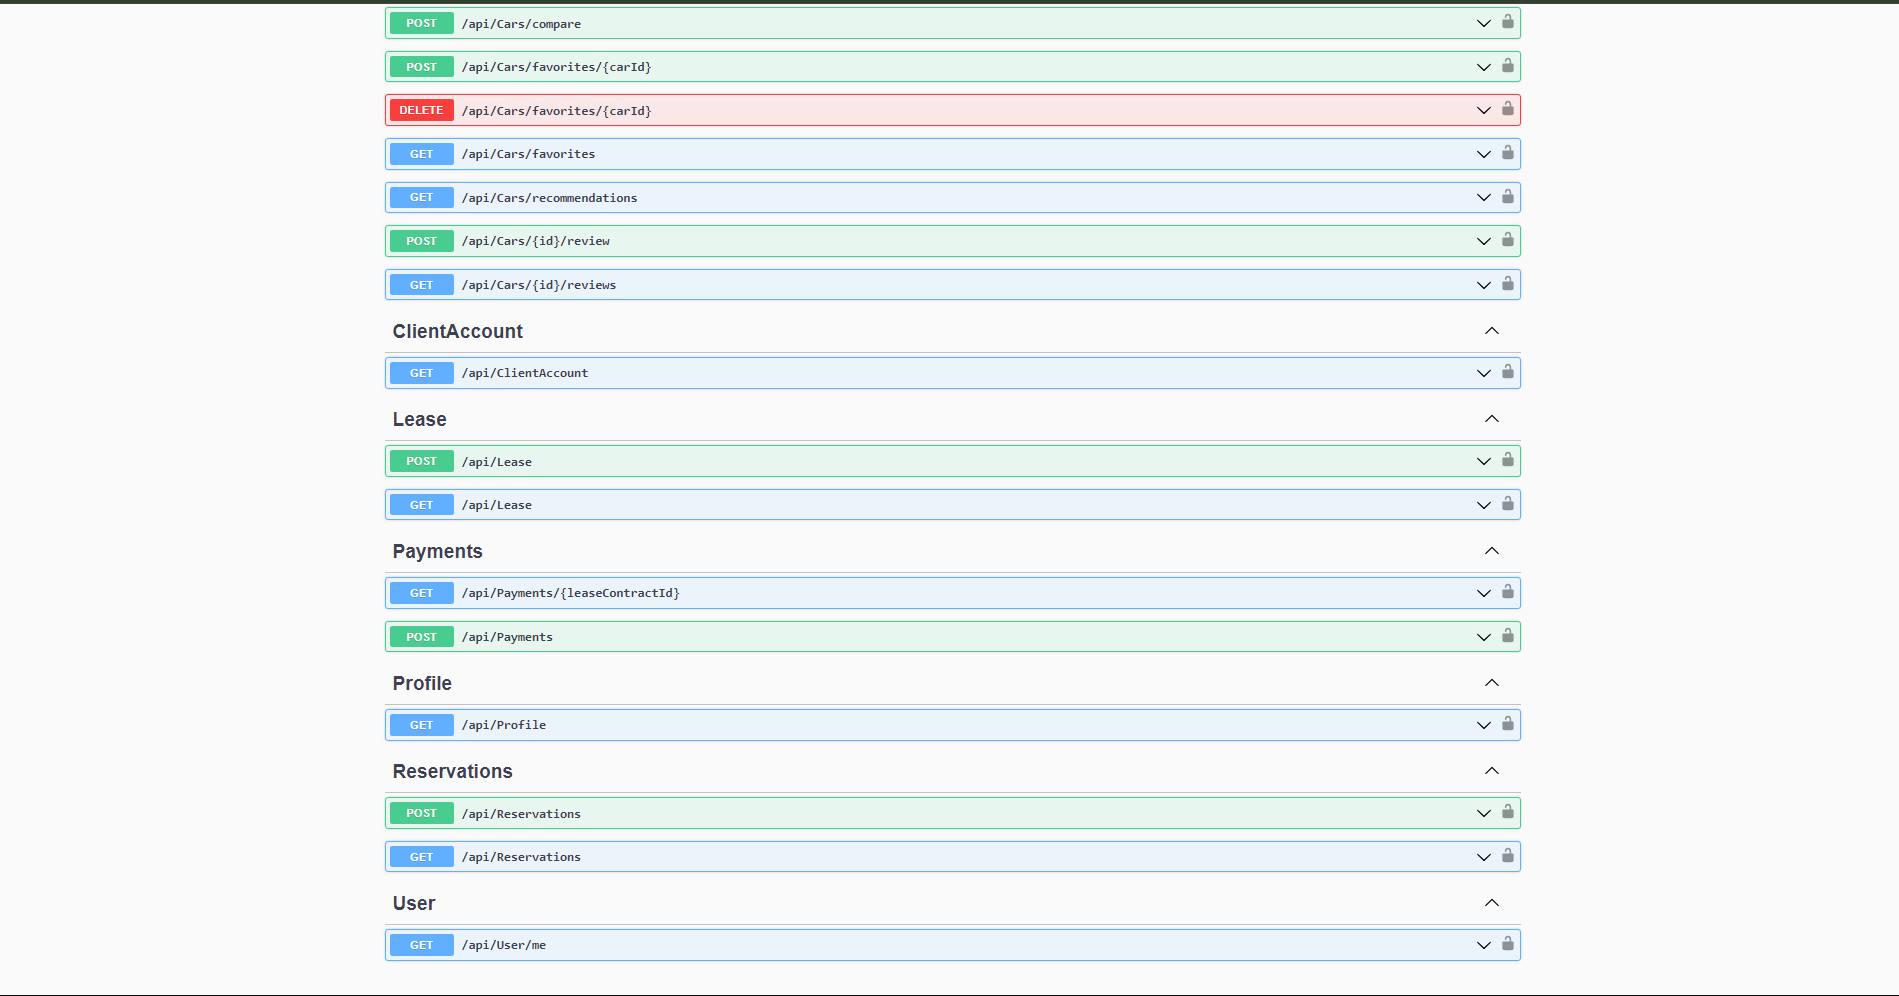 POST /api/Cars/compare
POST /api/Cars/favorites/{carId}
DELETE /api/Cars/favorites/{carId}
GET /api/Cars/favorites
GET /api/Cars/recommendations
POST /api/Cars/{id}/review
GET /api/Cars/{id}/reviews
ClientAccount
GET /api/ClientAccount
Lease
POST /api/Lease
GET /api/Lease
Payments
GET /api/Payments/{leaseContractId}
POST /api/Payments
Profile
GET /api/Profile
Reservations
POST /api/Reservations
GET /api/Reservations
User
GET /api/User/me